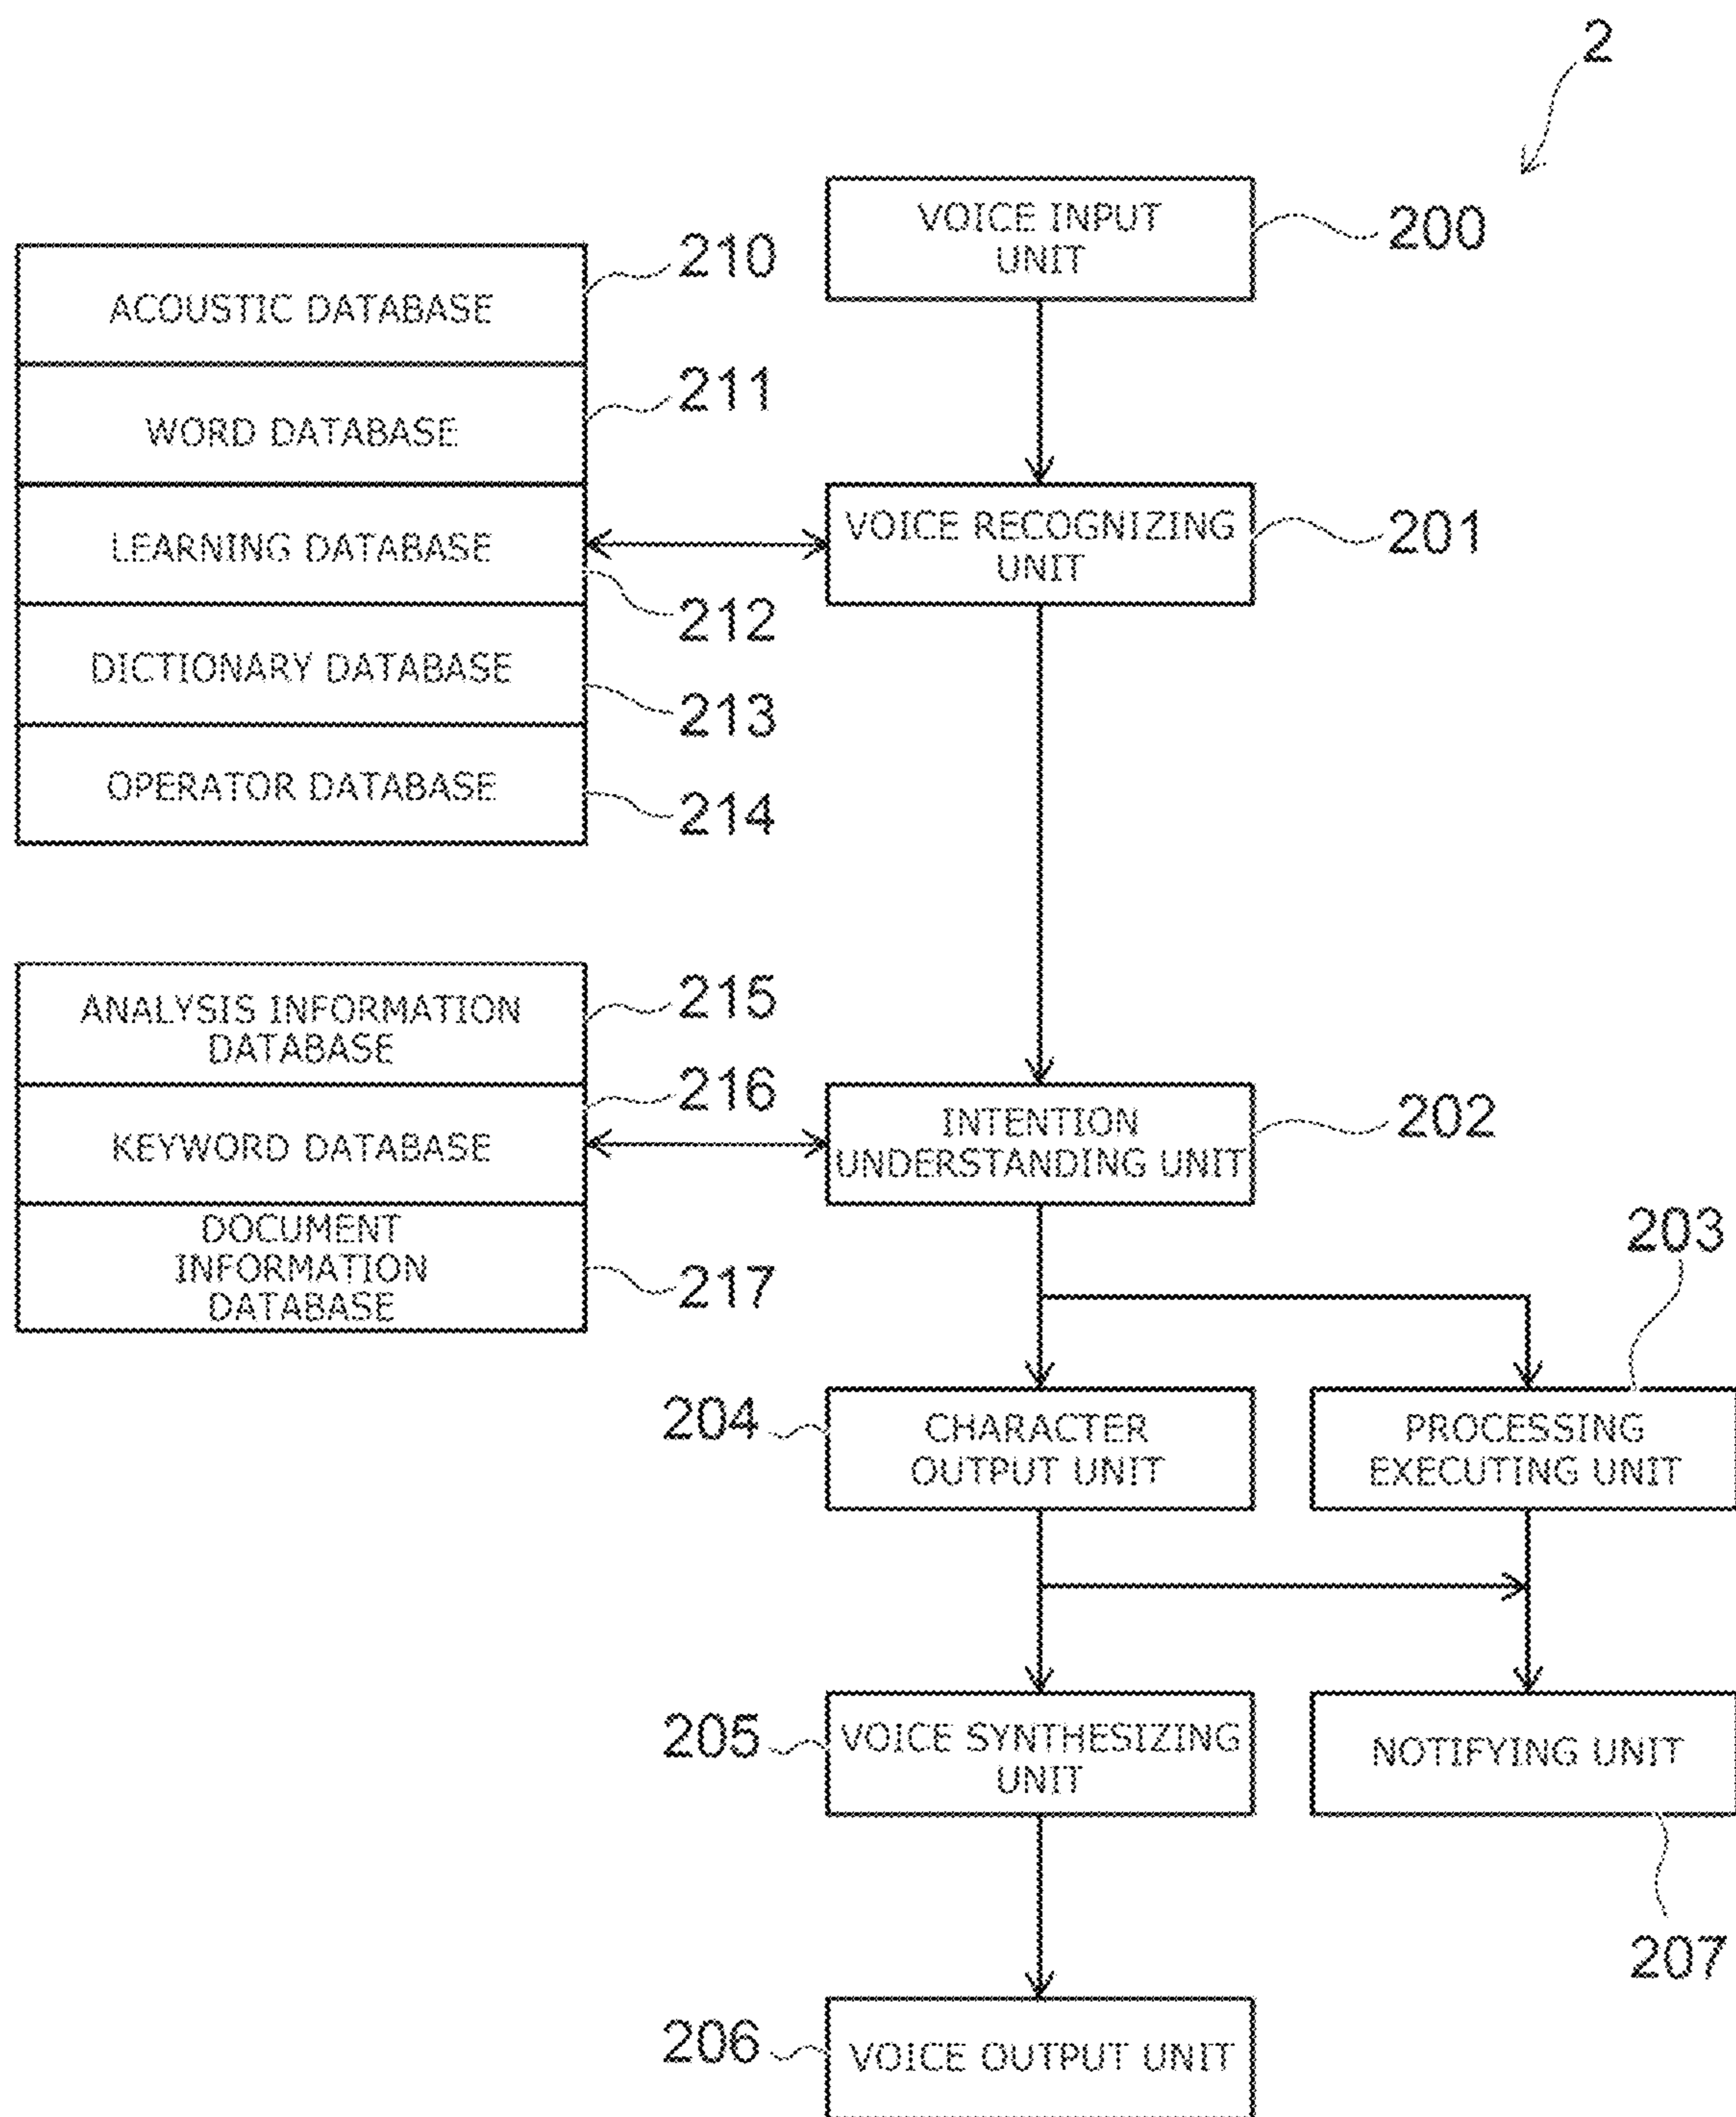 2
VOICE INPUT
UNIT
200
210
ACOUSTIC DATABASE
211
WORD DATABASE
LEARNING DATABASE
VOICE RECOGNIZING
UNIT
201
212
DICTIONARY DATABASE
213
OPERATOR DATABASE
214
ANALYSIS INFORMATION
DATABASE
215
216
KEYWORD DATABASE
INTENTION
UNDERSTANDING UNIT
202
DOCUMENT
INFORMATION
DATABASE
217
203
204
CHARACTER
OUTPUT UNIT
PROCESSING
EXECUTING UNIT
205
VOICE SYNTHESIZING
UNIT
NOTIFYING UNIT
207
206
VOICE OUTPUT UNIT